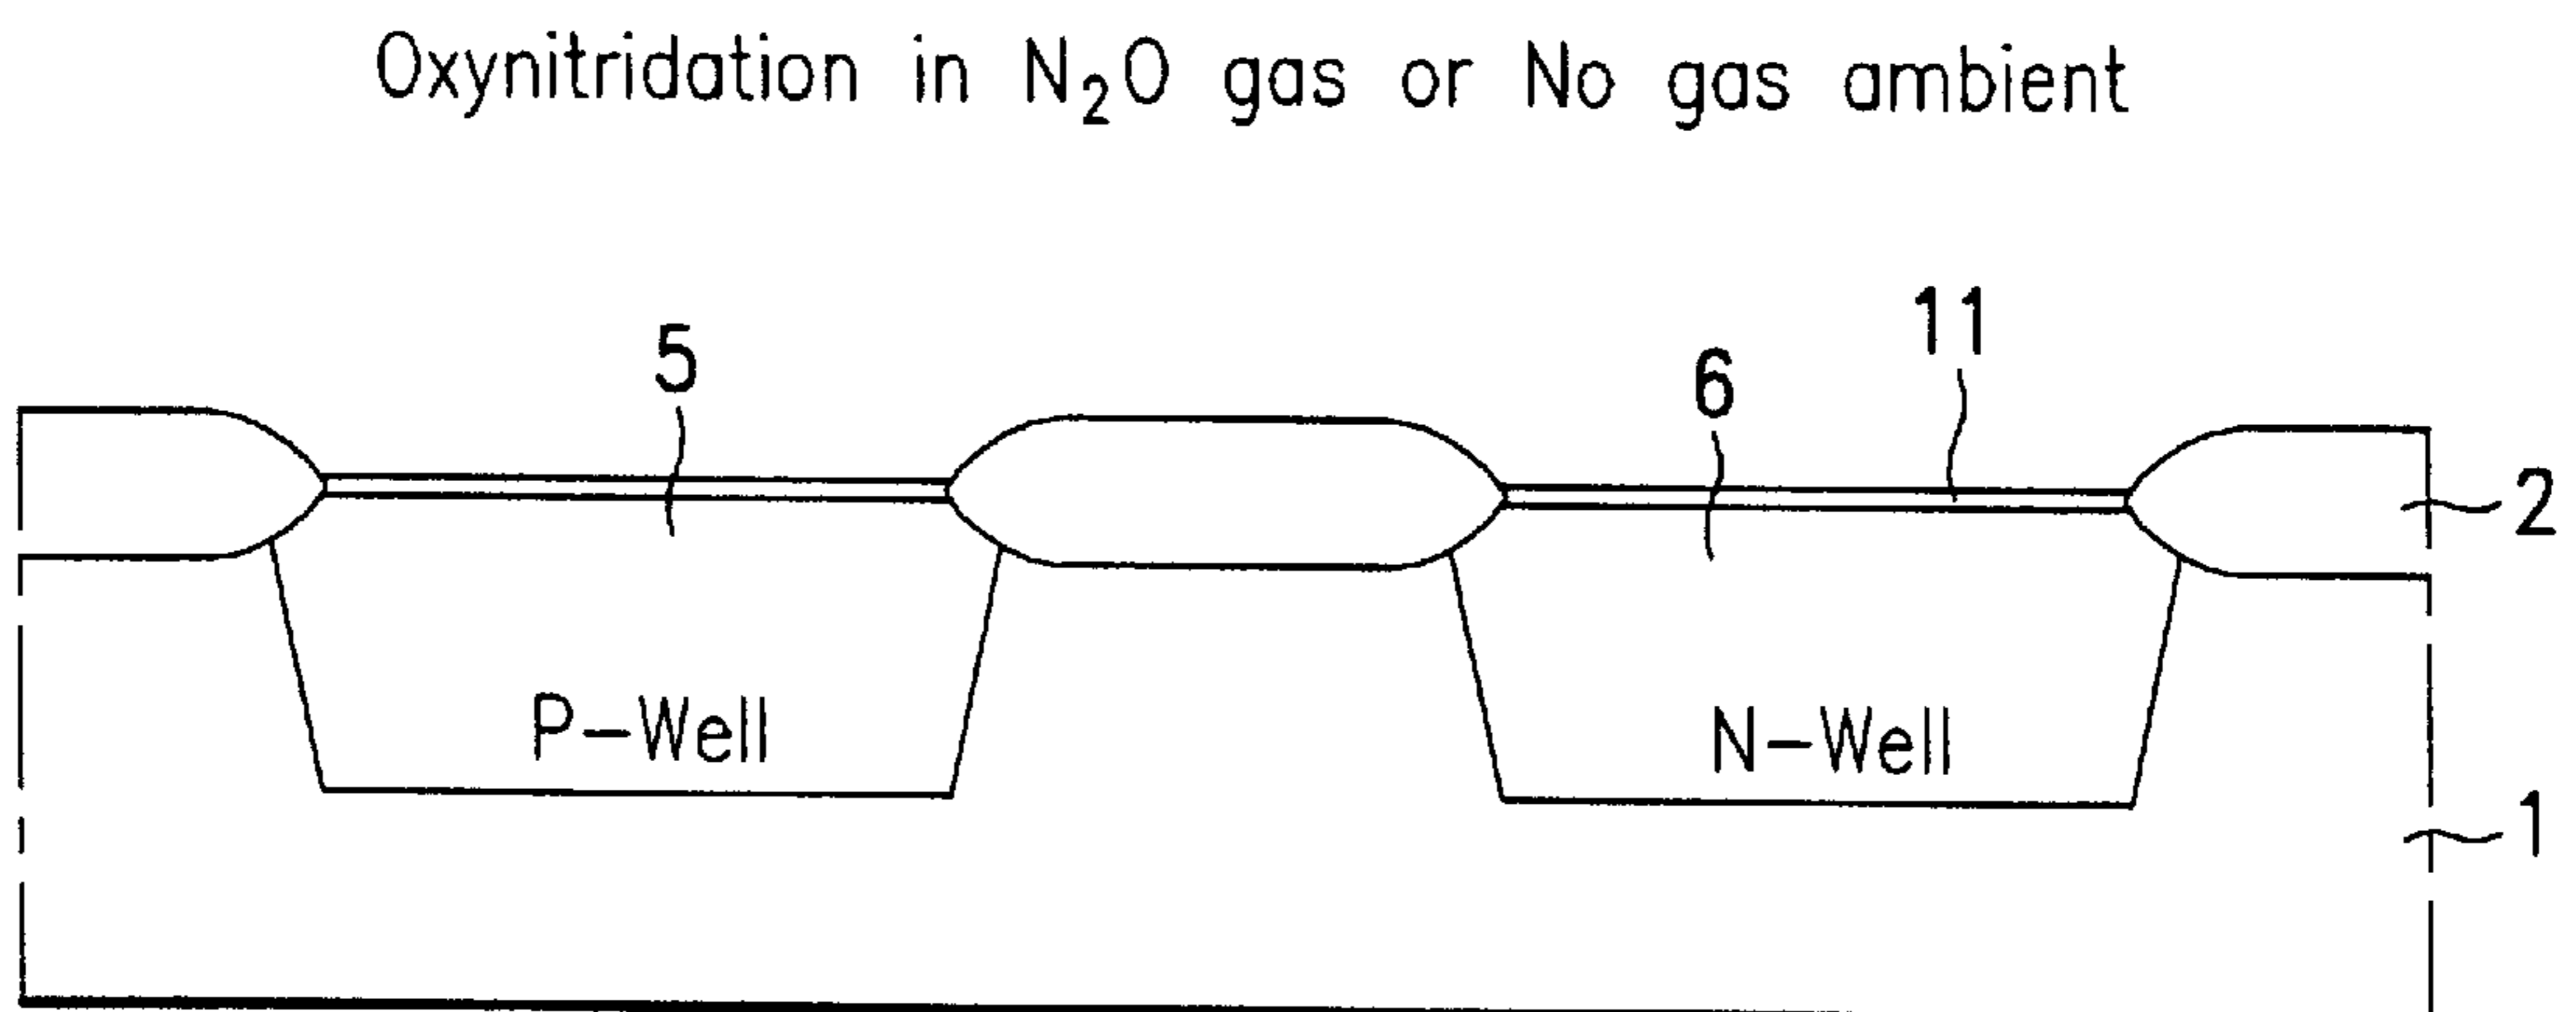 Oxynitridation in N₂O gas or No gas ambient
11
5
6
2
P-Well
N-Well
1